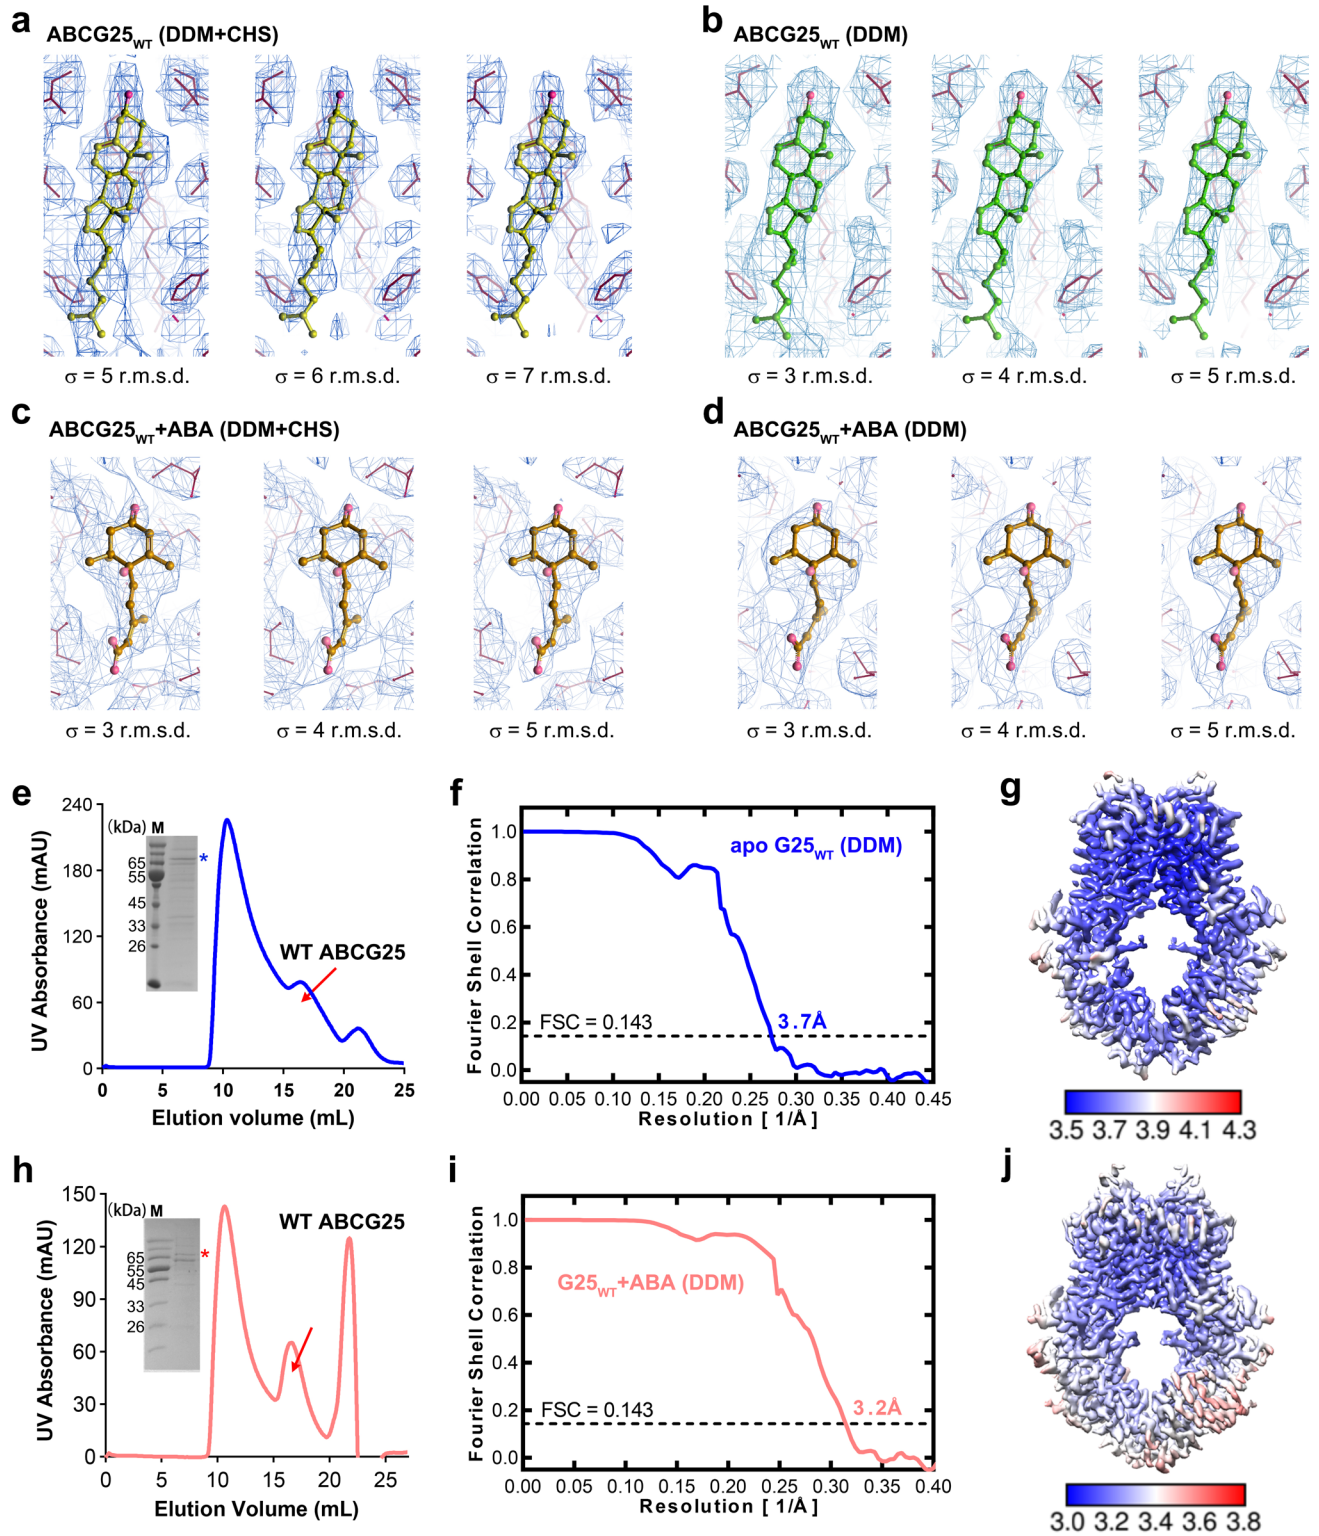 a ABCG25WT (DDM+CHS)
b ABCG25WT (DDM)
σ = 5 r.m.s.d. σ = 6 r.m.s.d. σ = 7 r.m.s.d.
σ = 3 r.m.s.d. σ = 4 r.m.s.d. σ = 5 r.m.s.d.
c ABCG25WT+ABA (DDM+CHS)
d ABCG25WT+ABA (DDM)
σ = 3 r.m.s.d. σ = 4 r.m.s.d. σ = 5 r.m.s.d.
σ = 3 r.m.s.d. σ = 4 r.m.s.d. σ = 5 r.m.s.d.
e
UV Absorbance (mAU)
240
180
120
60
0
(kDa) M
65
55
45
33
26
*
WT ABCG25
0 5 10 15 20 25
Elution volume (mL)
f
Fourier Shell Correlation
1.0
0.8
0.6
0.4
0.2
0.0
apo G25WT (DDM)
FSC = 0.143
3.7Å
0.00 0.05 0.10 0.15 0.20 0.25 0.30 0.35 0.40 0.45
Resolution [ 1/Å ]
g
3.5 3.7 3.9 4.1 4.3
h
UV Absorbance (mAU)
150
120
90
60
30
0
(kDa) M
65
55
45
33
26
*
WT ABCG25
0 5 10 15 20 25
Elution Volume (mL)
i
Fourier Shell Correlation
1.0
0.8
0.6
0.4
0.2
0.0
G25WT+ABA (DDM)
FSC = 0.143
3.2Å
0.00 0.05 0.10 0.15 0.20 0.25 0.30 0.35 0.40
Resolution [ 1/Å ]
j
3.0 3.2 3.4 3.6 3.8